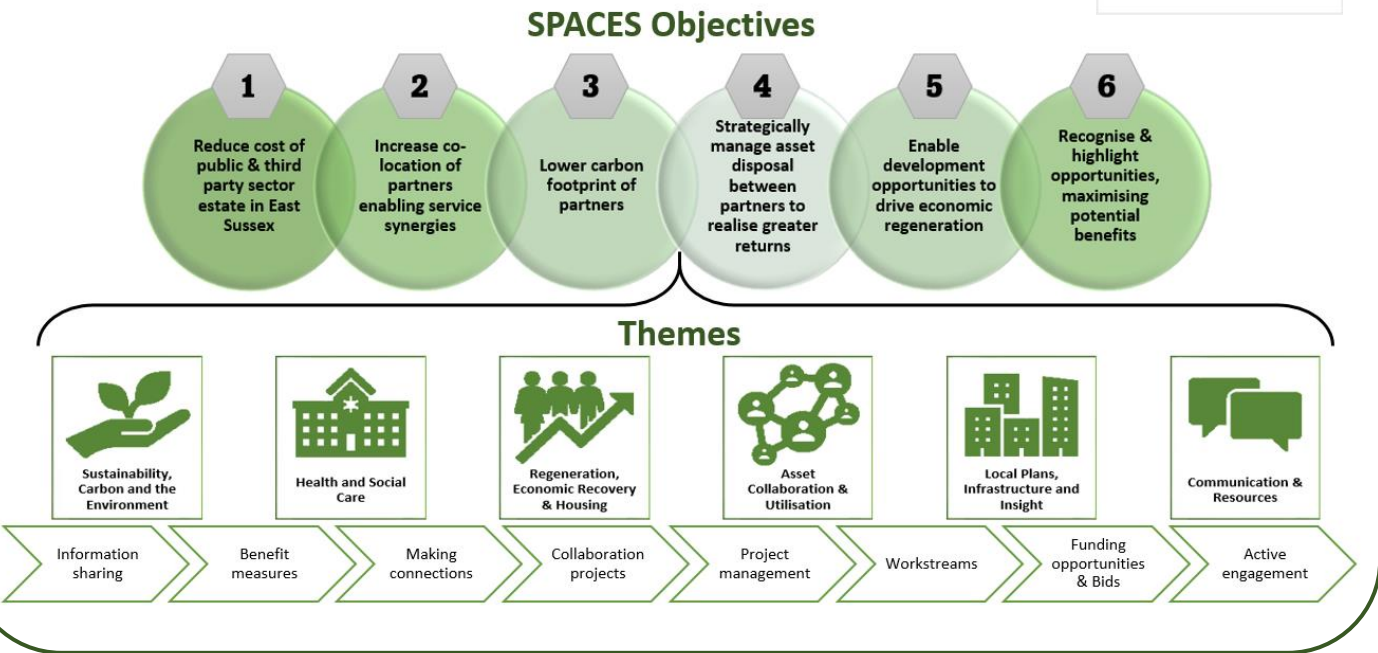 SPACES Objectives
1
2
3
4
5
6
Reduce cost of
public & third
party sector
estate in East
Sussex
Increase co-
location of
partners
enabling service
synergies
Lower carbon
footprint of
partners
Strategically
manage asset
disposal
between
partners to
realise greater
returns
Enable
development
opportunities to
drive economic
regeneration
Recognise &
highlight
opportunities,
maximising
potential
benefits
Themes
Sustainability,
Carbon and the
Environment
Health and Social
Care
Regeneration,
Economic Recovery
& Housing
Asset
Collaboration &
Utilisation
Local Plans,
Infrastructure and
Insight
Communication &
Resources
Information
sharing
Benefit
measures
Making
connections
Collaboration
projects
Project
management
Workstreams
Funding
opportunities
& Bids
Active
engagement